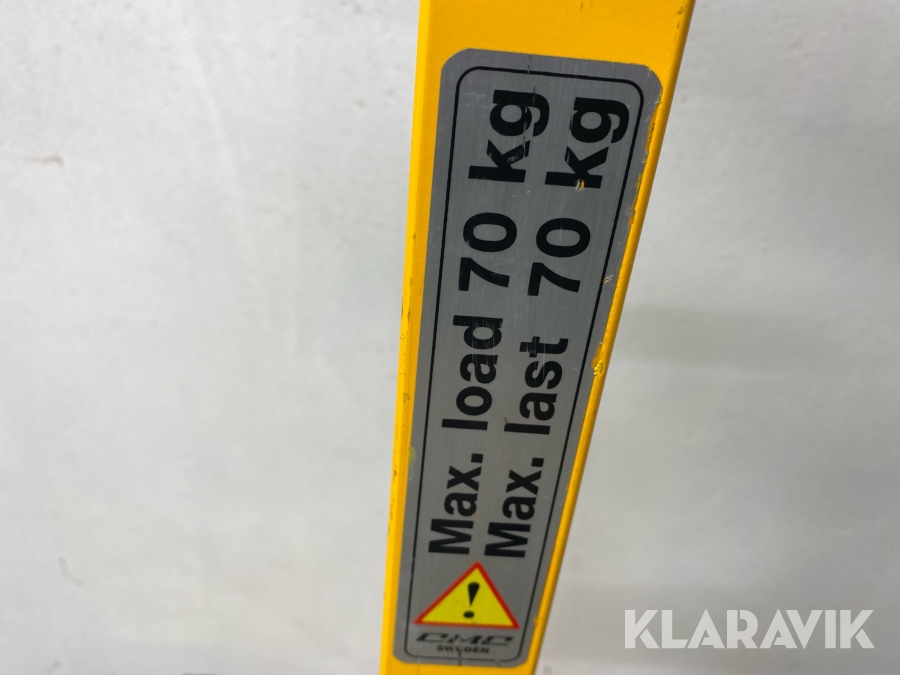 Max. load 70 kg
Max. last 70 kg
!
CMC
SWEDEN
KLARAVIK